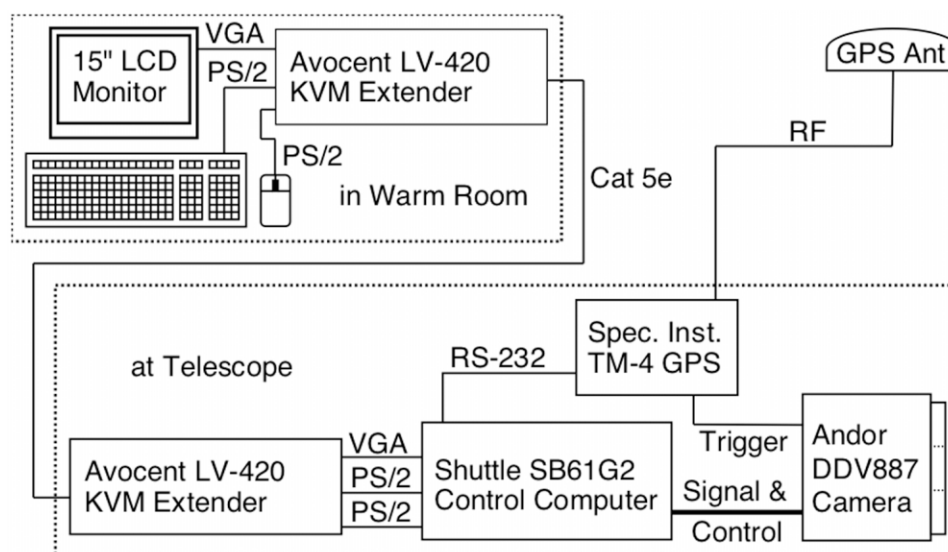 15" LCD
Monitor
VGA
PS/2
Avocent LV-420
KVM Extender
PS/2
in Warm Room
Cat 5e
GPS Ant
RF
at Telescope
RS-232
Spec. Inst.
TM-4 GPS
Avocent LV-420
KVM Extender
VGA
PS/2
PS/2
Shuttle SB61G2
Control Computer
Trigger
Signal &
Control
Andor
DDV887
Camera